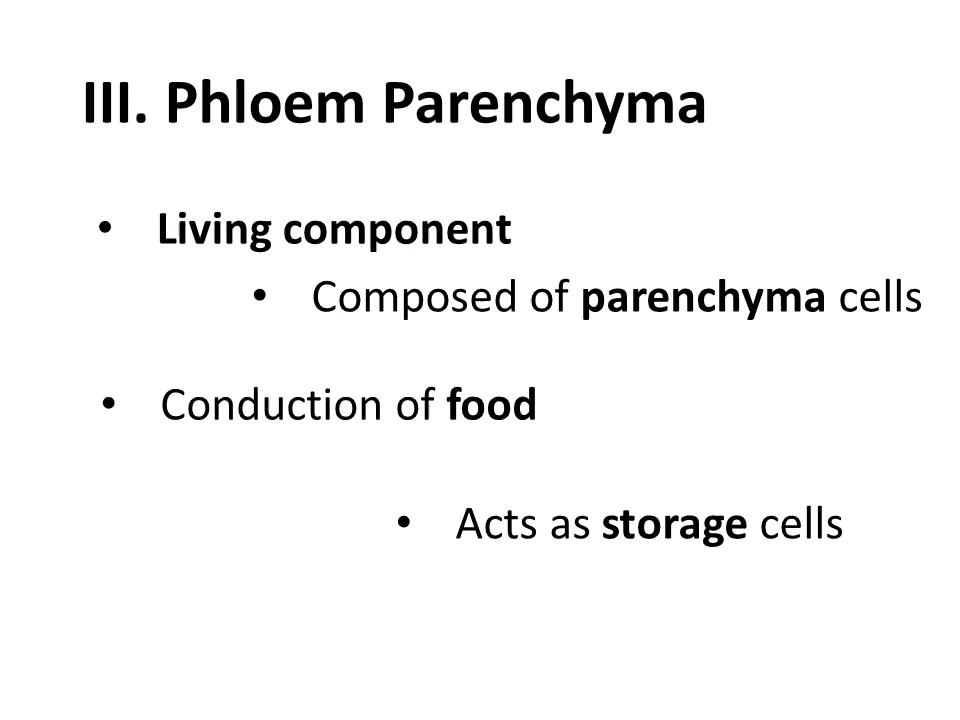 III. Phloem Parenchyma
• Living component
• Composed of parenchyma cells
• Conduction of food
• Acts as storage cells